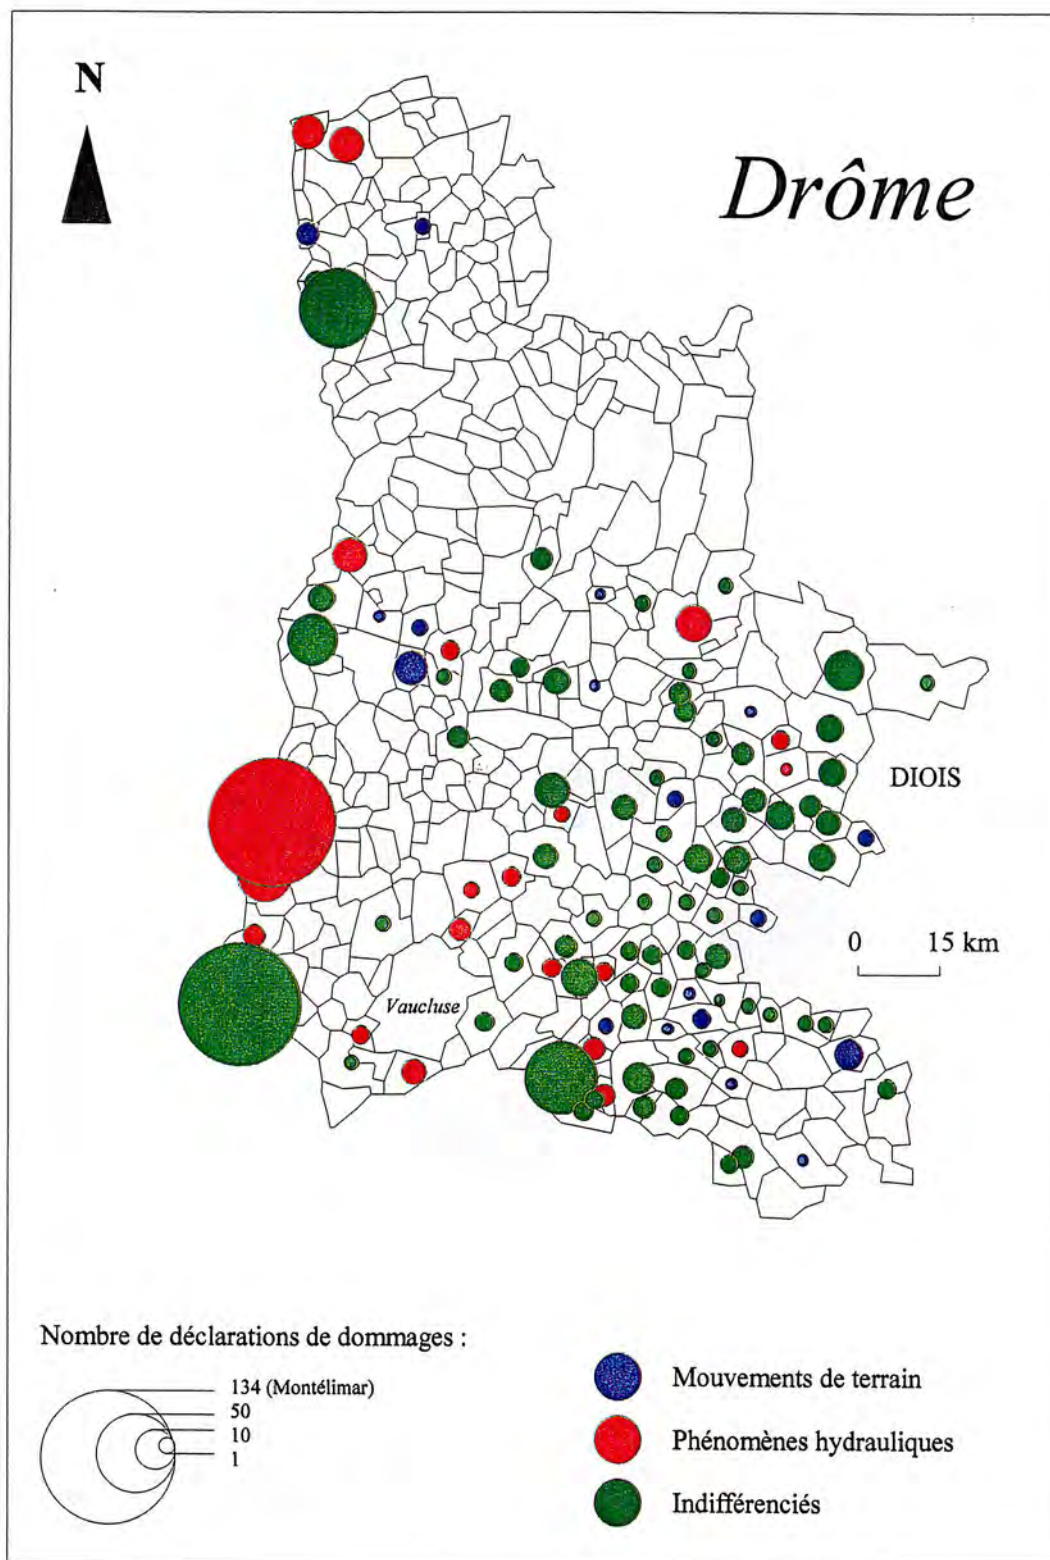 N
Drôme
DIOIS
0 15 km
Vaucluse
Nombre de déclarations de dommages :
134 (Montélimar)
50
10
1
Mouvements de terrain
Phénomènes hydrauliques
Indifférenciés